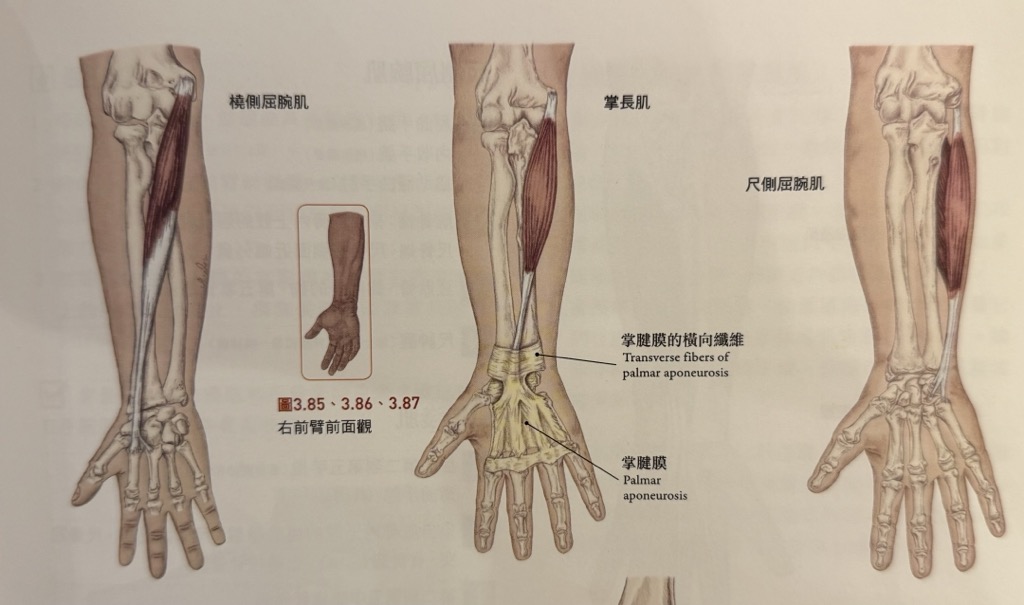 橈側屈腕肌
掌長肌
尺側屈腕肌
掌腱膜的橫向纖維
Transverse fibers of
palmar aponeurosis
圖3.85、3.86、3.87
右前臂前面觀
掌腱膜
Palmar
aponeurosis